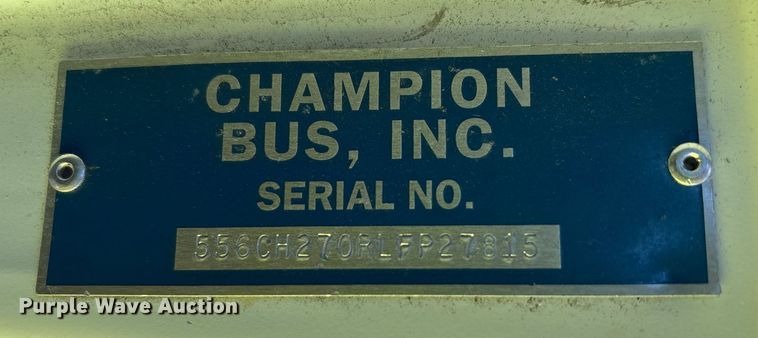 CHAMPION
BUS, INC.
SERIAL NO.
556CH270RLFP27815
Purple Wave Auction